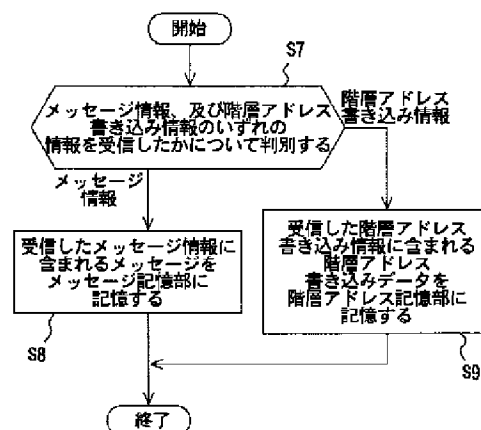 開始
S7
メッセージ情報、及び階層アドレス
書き込み情報のいずれの
情報を受信したかについて判別する
階層アドレス
書き込み情報
メッセージ
情報
受信したメッセージ情報に
含まれるメッセージを
メッセージ記憶部に
記憶する
S8
受信した階層アドレス
書き込み情報に含まれる
階層アドレス
書き込みデータを
階層アドレス記憶部に
記憶する
S9
終了